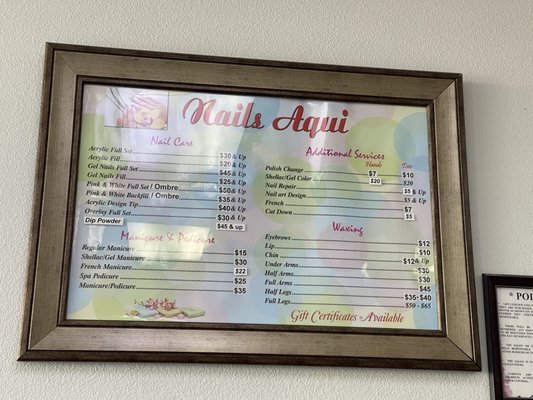 Nails Aqui
Nail Care
Acrylic Full Set $30 & Up
Acrylic Fill $20 & Up
Gel Nails Full Set $45 & Up
Gel Nails Fill $25 & Up
Pink & White Full Set / Ombre $50 & Up
Pink & White Backfill / Ombre $40 & Up
Acrylic Design Tip $35 & Up
Overlay Full Set $30 & Up
Dip Powder $45 & up
Manicure & Pedicure
Regular Manicure $15
Shellac/Gel Manicure $30
French Manicure $22
Spa Pedicure $25
Manicure/Pedicure $35
Additional Services
Hands Toes
Polish Change $7 $10
Shellac/Gel Color $20 $20
Nail Repair $5 & Up
Nail art Design $5 & Up
French $7
Cut Down $5
Waxing
Eyebrows $12
Lip $10
Chin $12 & Up
Under Arms $30
Half Arms $30
Full Arms $45
Half Legs $35 - $40
Full Legs $50 - $65
Gift Certificates Available
* POL